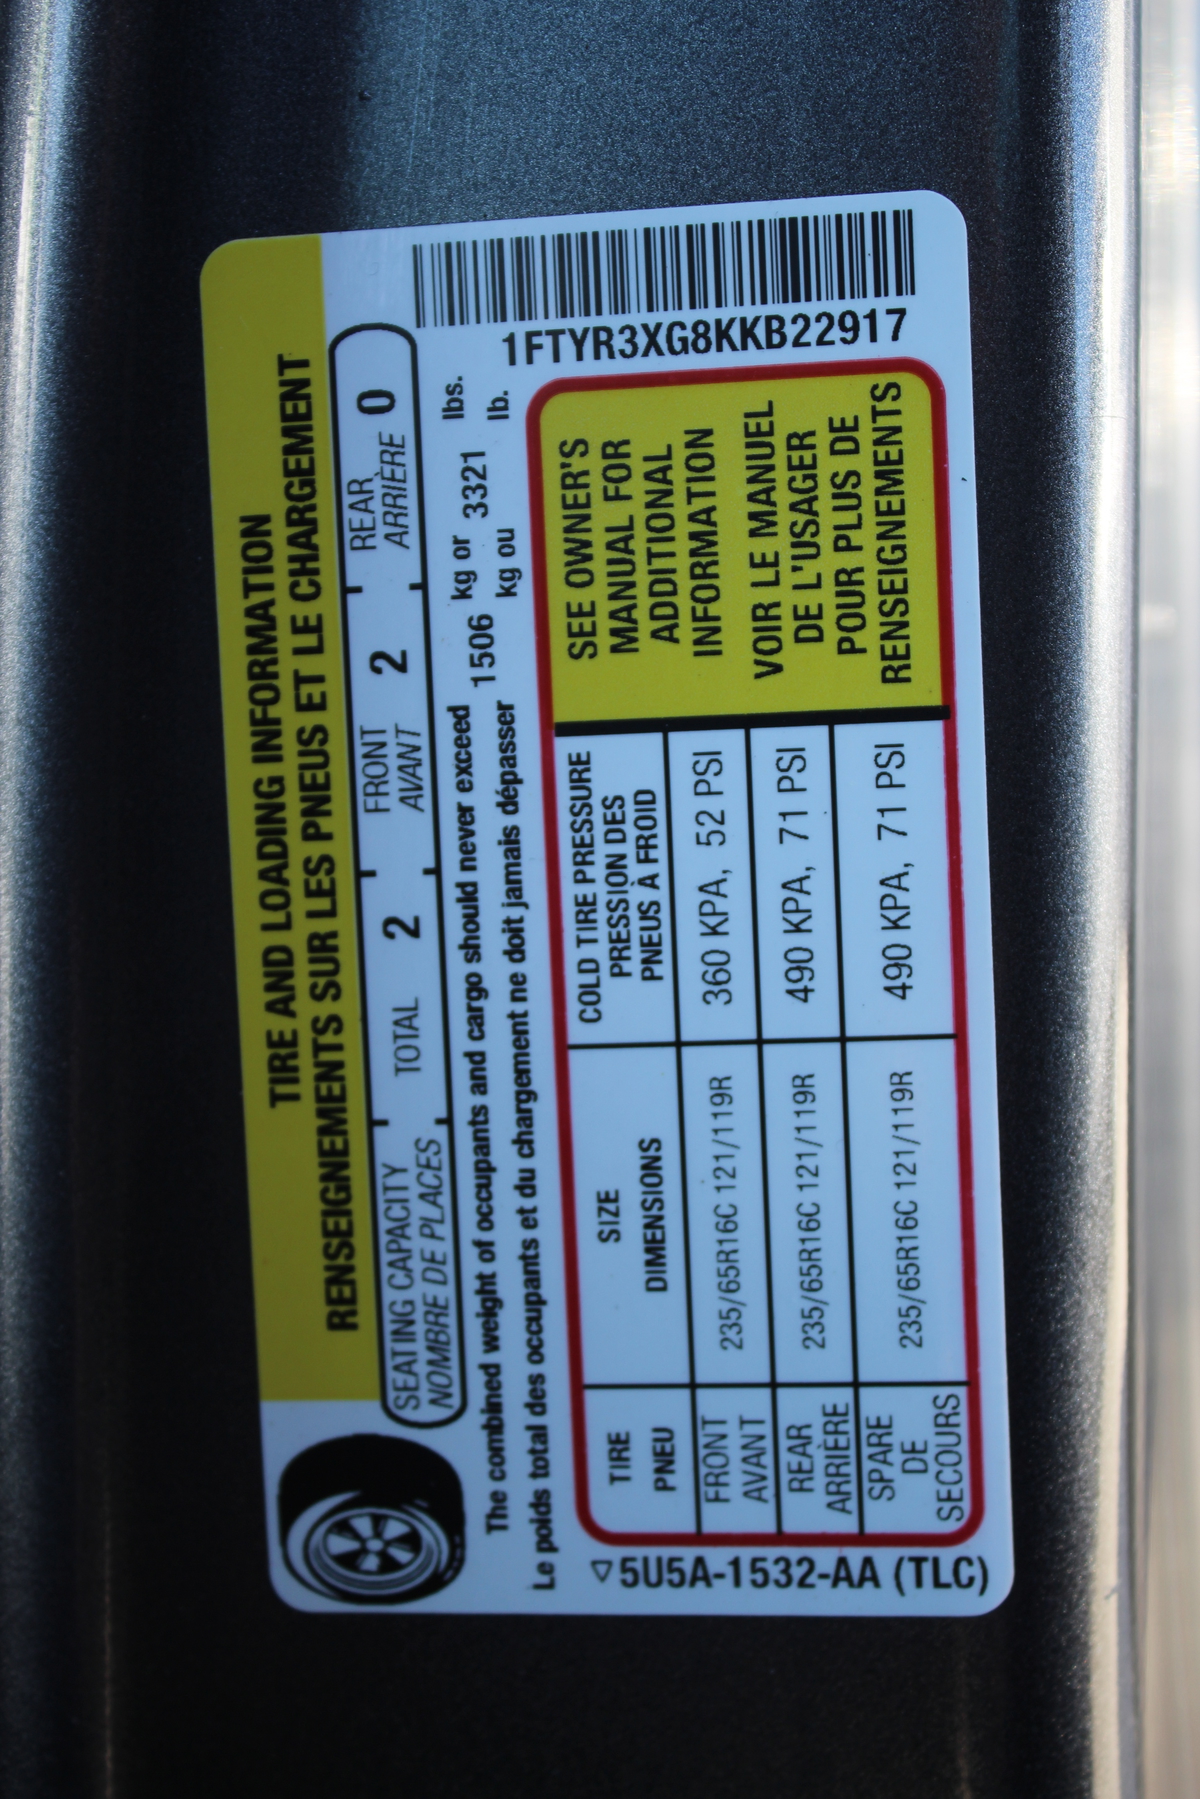 TIRE AND LOADING INFORMATION
RENSEIGNEMENTS SUR LES PNEUS ET LE CHARGEMENT
SEATING CAPACITY TOTAL 2 FRONT 2 REAR 0
NOMBRE DE PLACES AVANT ARRIÈRE
The combined weight of occupants and cargo should never exceed 1506 kg or 3321 lbs.
Le poids total des occupants et du chargement ne doit jamais dépasser kg ou lb.
1FTYR3XG8KKB22917
TIRE
PNEU
SIZE
DIMENSIONS
COLD TIRE PRESSURE
PRESSION DES
PNEUS À FROID
FRONT
AVANT
235/65R16C 121/119R
360 KPA, 52 PSI
REAR
ARRIÈRE
235/65R16C 121/119R
490 KPA, 71 PSI
SPARE
DE
SECOURS
235/65R16C 121/119R
490 KPA, 71 PSI
SEE OWNER'S
MANUAL FOR
ADDITIONAL
INFORMATION
VOIR LE MANUEL
DE L'USAGER
POUR PLUS DE
RENSEIGNEMENTS
5U5A-1532-AA (TLC)